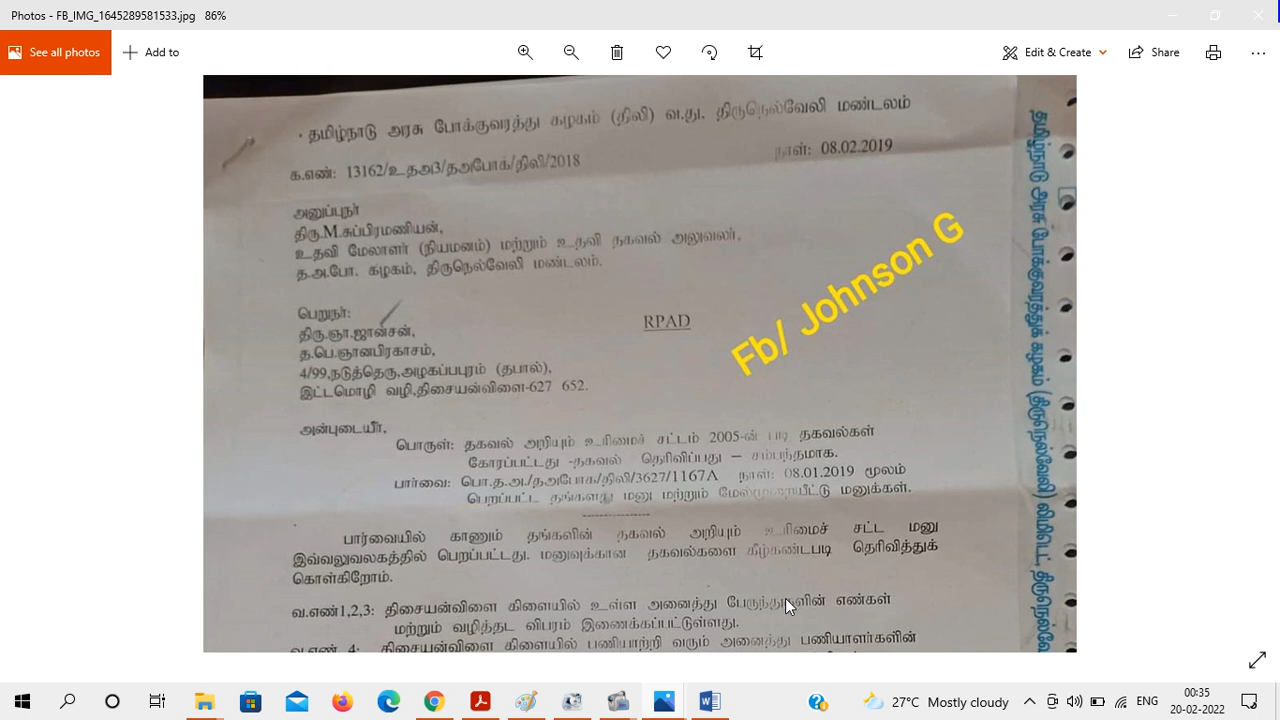 Photos - FB_IMG_1645289581533.jpg 86%
See all photos
Add to
Edit & Create
Share
தமிழ்நாடு அரசு போக்குவரத்து கழகம் (திலி) வ.து. திருநெல்வேலி மண்டலம்
க.எண்: 13162/உதஅ3/தஅபோக/திலி/2018
நாள்: 08.02.2019
அனுப்புநர்
திரு.M.சுப்பிரமணியன்,
உதவி மேலாளர் (நியமனம்) மற்றும் உதவி தகவல் அலுவலர்,
த.அ.போ. கழகம், திருநெல்வேலி மண்டலம்.
பெறுநர்:
திரு.ஞா.ஜான்சன்,
த.பெ.ஞானபிரகாசம்,
4/99,நடுத்தெரு,அழகப்பபுரம் (தபால்),
இட்டமொழி வழி,திசையன்விளை-627 652.
RPAD
Fb/ Johnson G
அன்புடையீர்,
பொருள்: தகவல் அறியும் உரிமைச் சட்டம் 2005-ன் படி தகவல்கள்
கோரப்பட்டது -தகவல் தெரிவிப்பது – சம்பந்தமாக.
பார்வை: பொ.த.அ./தஅபோக/திலி/3627/1167A நாள்: 08.01.2019 மூலம்
பெறப்பட்ட தங்களது மனு மற்றும் மேல்முறையீட்டு மனுக்கள்.
பார்வையில் காணும் தங்களின் தகவல் அறியும் உரிமைச் சட்ட மனு
இவ்வலுவலகத்தில் பெறப்பட்டது. மனுவுக்கான தகவல்களை கீழ்கண்டபடி தெரிவித்துக்
கொள்கிறோம்.
வ.எண்1,2,3: திசையன்விளை கிளையில் உள்ள அனைத்து பேருந்துகளின் எண்கள்
மற்றும் வழித்தட விபரம் இணைக்கப்பட்டுள்ளது.
வ.எண் 4: திசையன்விளை கிளையில் பணியாற்றி வரும் அனைத்து பணியாளர்களின்
தமிழ்நாடு அரசு போக்குவரத்துக் கழகம் (திருநெல்வேலி) லிமிடெட், திருநெல்வே
27°C Mostly cloudy
ENG
00:35
20-02-2022